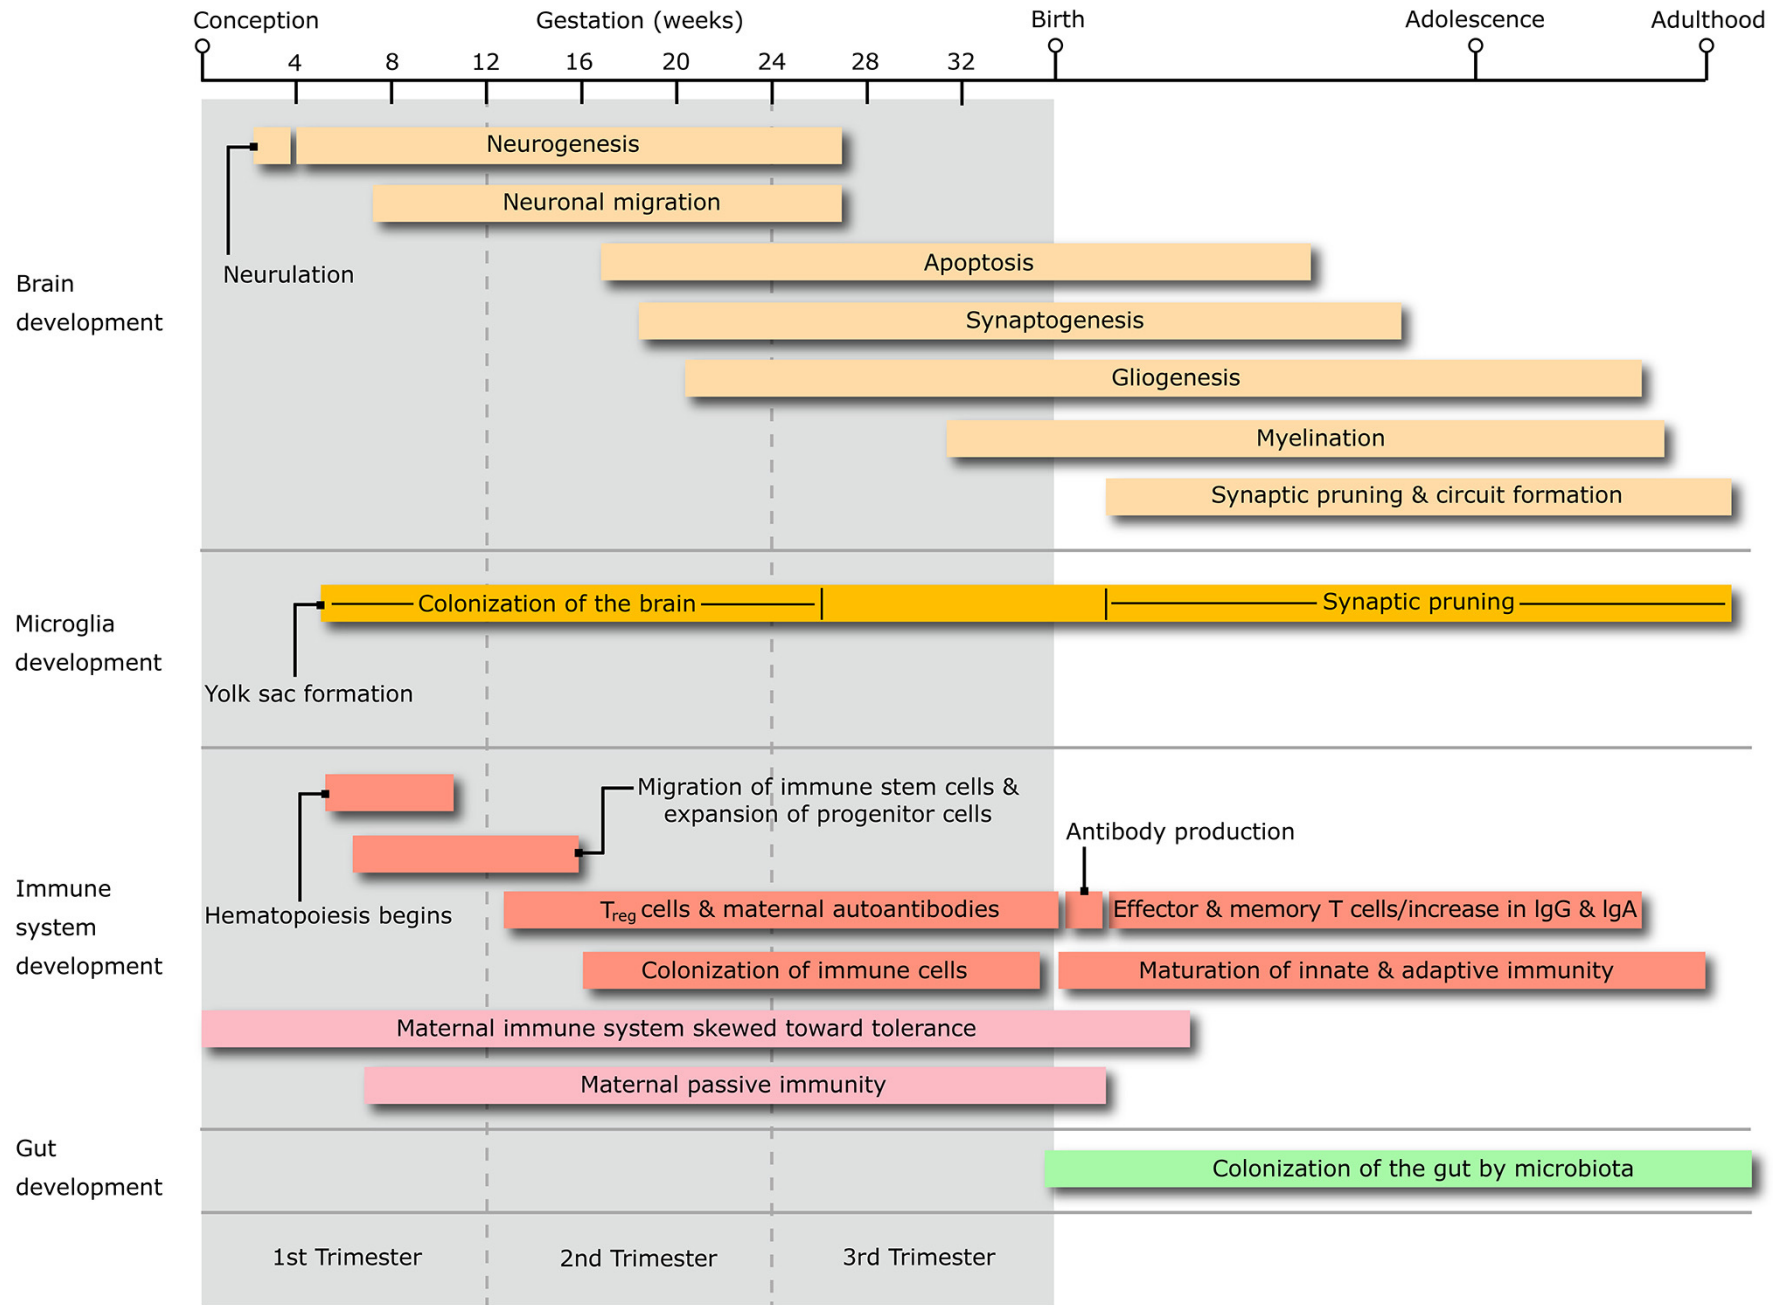 Conception
Gestation (weeks)
Birth
Adolescence
Adulthood
4 8 12 16 20 24 28 32
Brain
development
Neurogenesis
Neuronal migration
Neurulation
Apoptosis
Synaptogenesis
Gliogenesis
Myelination
Synaptic pruning & circuit formation
Microglia
development
Colonization of the brain
Synaptic pruning
Yolk sac formation
Immune
system
development
Migration of immune stem cells &
expansion of progenitor cells
Antibody production
Hematopoiesis begins
Treg cells & maternal autoantibodies
Effector & memory T cells/increase in IgG & IgA
Colonization of immune cells
Maturation of innate & adaptive immunity
Maternal immune system skewed toward tolerance
Maternal passive immunity
Gut
development
Colonization of the gut by microbiota
1st Trimester
2nd Trimester
3rd Trimester